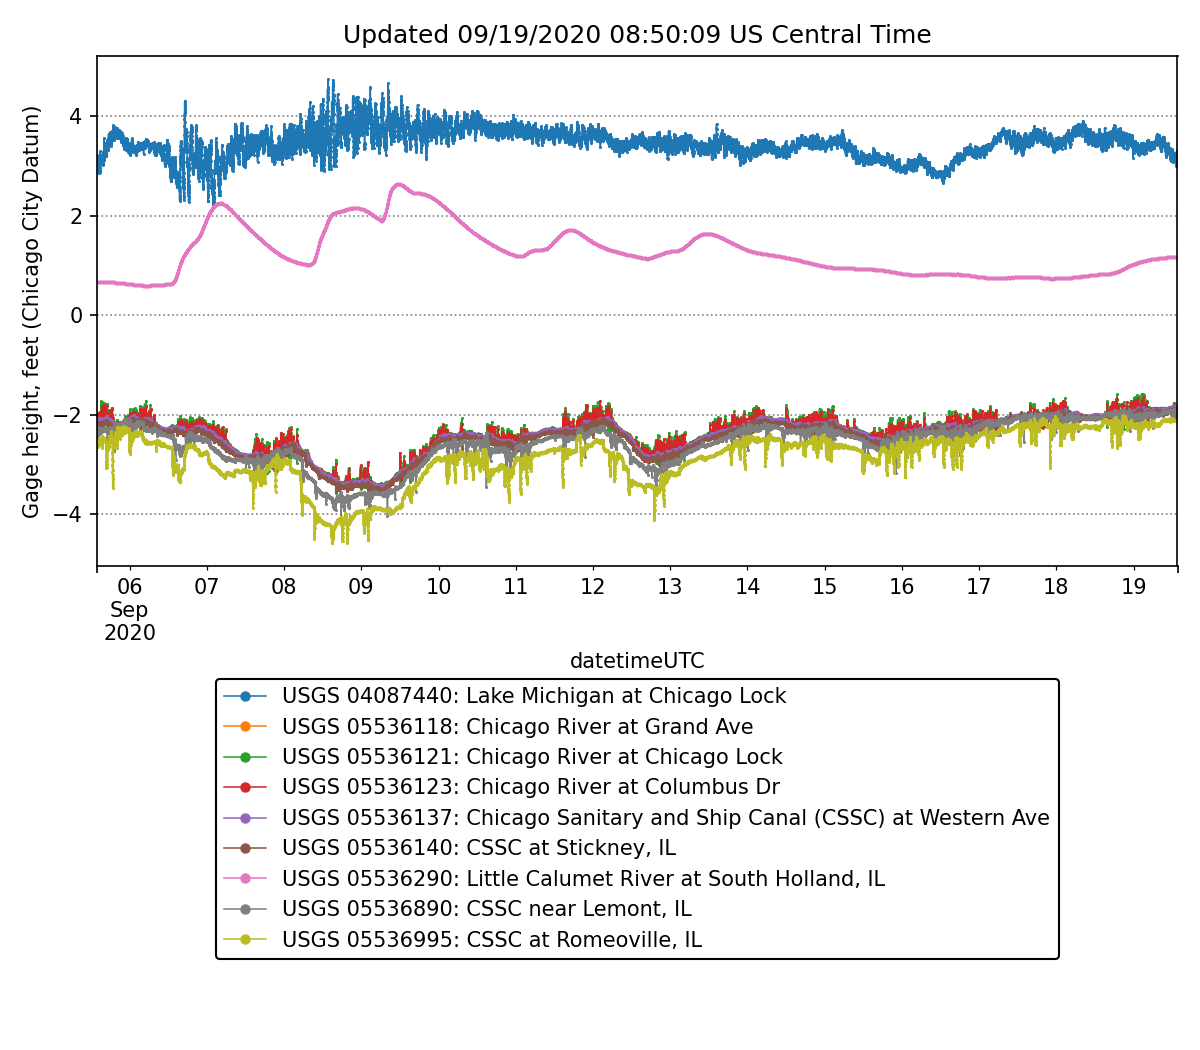 Updated 09/19/2020 08:50:09 US Central Time
Gage height, feet (Chicago City Datum)
4
2
0
−2
−4
06 07 08 09 10 11 12 13 14 15 16 17 18 19
Sep
2020
datetimeUTC
USGS 04087440: Lake Michigan at Chicago Lock
USGS 05536118: Chicago River at Grand Ave
USGS 05536121: Chicago River at Chicago Lock
USGS 05536123: Chicago River at Columbus Dr
USGS 05536137: Chicago Sanitary and Ship Canal (CSSC) at Western Ave
USGS 05536140: CSSC at Stickney, IL
USGS 05536290: Little Calumet River at South Holland, IL
USGS 05536890: CSSC near Lemont, IL
USGS 05536995: CSSC at Romeoville, IL